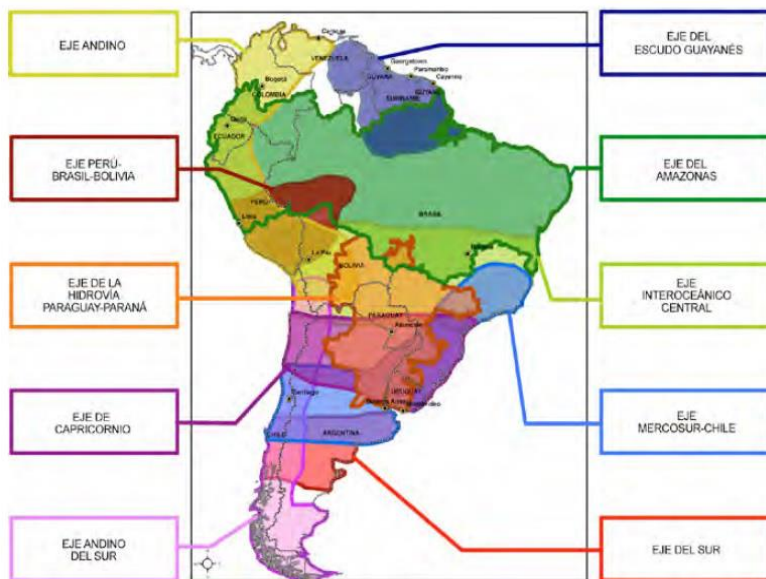 EJE ANDINO
EJE DEL
ESCUDO GUAYANÉS
EJE PERÚ-
BRASIL-BOLIVIA
EJE DEL
AMAZONAS
EJE DE LA
HIDROVÍA
PARAGUAY-PARANÁ
EJE
INTEROCEÁNICO
CENTRAL
EJE DE
CAPRICORNIO
EJE
MERCOSUR-CHILE
EJE ANDINO
DEL SUR
EJE DEL SUR
Caracas
VENEZUELA
Georgetown
Paramaribo
GUYANA
Cayenne
SURINAME
Bogotá
COLOMBIA
Quito
ECUADOR
PERÚ
Lima
BRASIL
La Paz
BOLIVIA
PARAGUAY
Asunción
URUGUAY
Santiago
Buenos Aires
Montevideo
CHILE
ARGENTINA